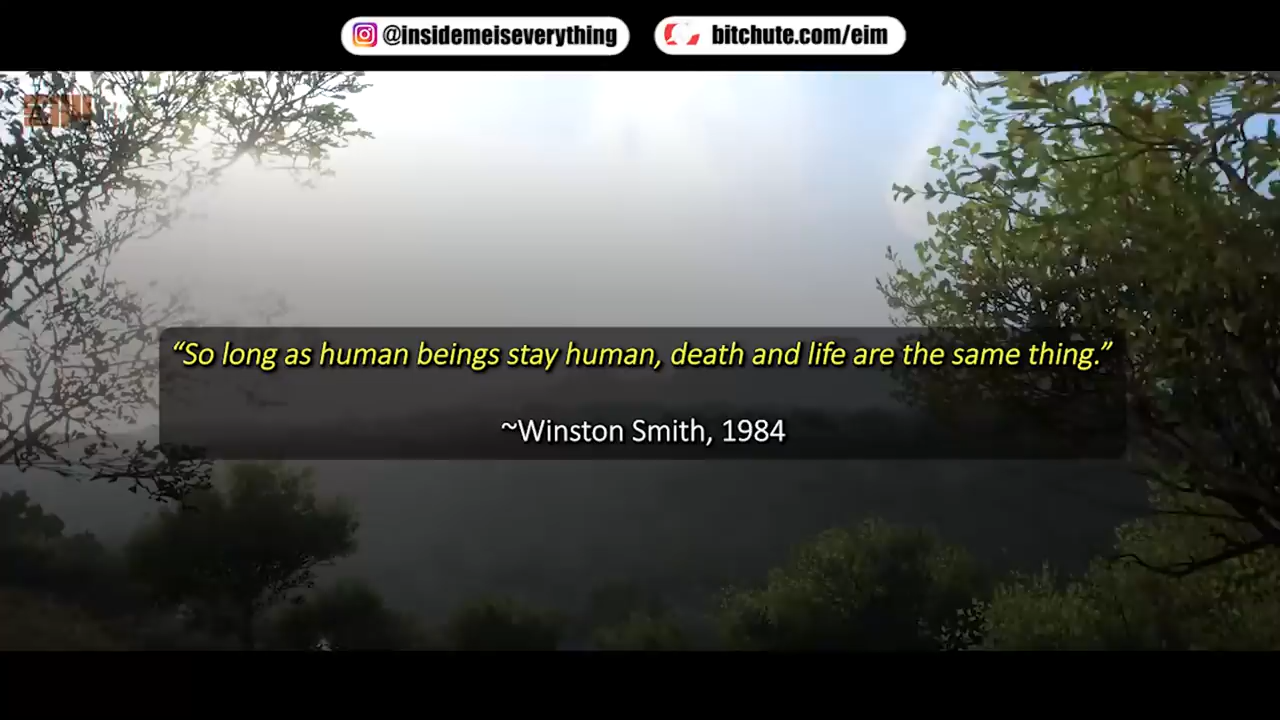 @insidemeiseverything bitchute.com/eim
“So long as human beings stay human, death and life are the same thing.”
~Winston Smith, 1984